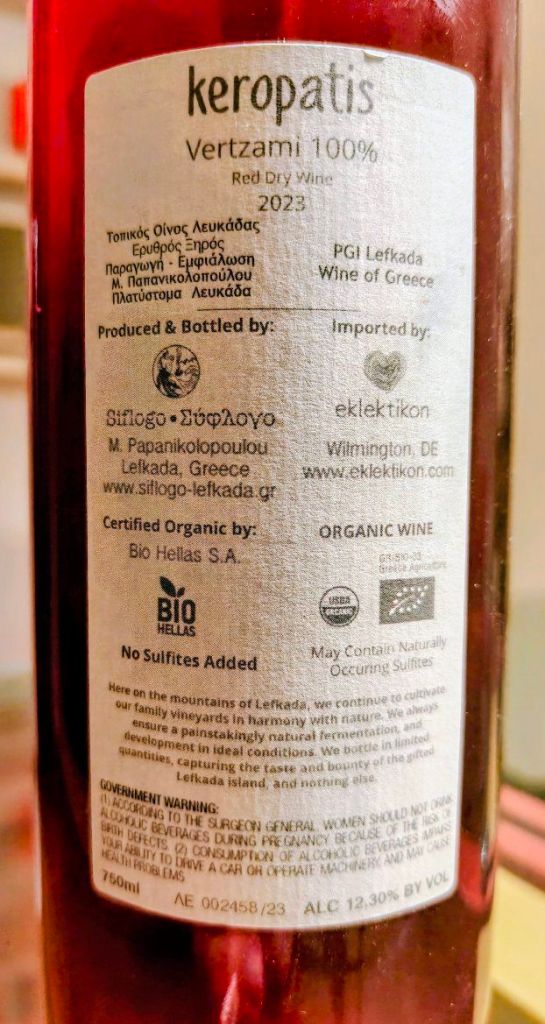 keropatis
Vertzami 100%
Red Dry Wine
2023
Τοπικός Οίνος Λευκάδας
Ερυθρός Ξηρός
Παραγωγή - Εμφιάλωση
Μ. Παπανικολοπούλου
Πλατύστομα Λευκάδα
PGI Lefkada
Wine of Greece
Produced & Bottled by:
Siflogo • Σύφλογο
M. Papanikolopoulou
Lefkada, Greece
www.siflogo-lefkada.gr
Imported by:
eklektikon
Wilmington, DE
www.eklektikon.com
Certified Organic by:
Bio Hellas S.A.
BIO
HELLAS
No Sulfites Added
ORGANIC WINE
GR-BIO-03
Greece Agriculture
USDA
ORGANIC
May Contain Naturally
Occuring Sulfites
Here on the mountains of Lefkada, we continue to cultivate
our family vineyards in harmony with nature. We always
ensure a painstakingly natural fermentation, and
development in ideal conditions. We bottle in limited
quantities, capturing the taste and bounty of the gifted
Lefkada island, and nothing else.
GOVERNMENT WARNING:
(1) ACCORDING TO THE SURGEON GENERAL, WOMEN SHOULD NOT DRINK
ALCOHOLIC BEVERAGES DURING PREGNANCY BECAUSE OF THE RISK OF
BIRTH DEFECTS. (2) CONSUMPTION OF ALCOHOLIC BEVERAGES IMPAIRS
YOUR ABILITY TO DRIVE A CAR OR OPERATE MACHINERY, AND MAY CAUSE
HEALTH PROBLEMS
750ml
ΛΕ 002458/23
ALC 12,30% BY VOL